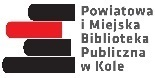 Powiatowa
i Miejska
Biblioteka
Publiczna
w Kole